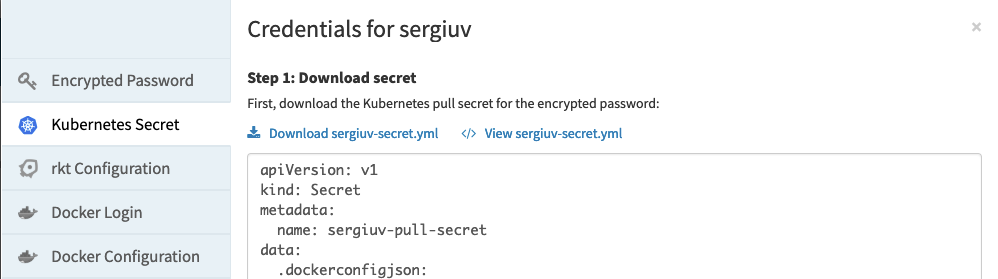 Credentials for sergiuv
×
Encrypted Password
Kubernetes Secret
rkt Configuration
Docker Login
Docker Configuration
Step 1: Download secret
First, download the Kubernetes pull secret for the encrypted password:
Download sergiuv-secret.yml </> View sergiuv-secret.yml
apiVersion: v1
kind: Secret
metadata:
  name: sergiuv-pull-secret
data:
  .dockerconfigjson: